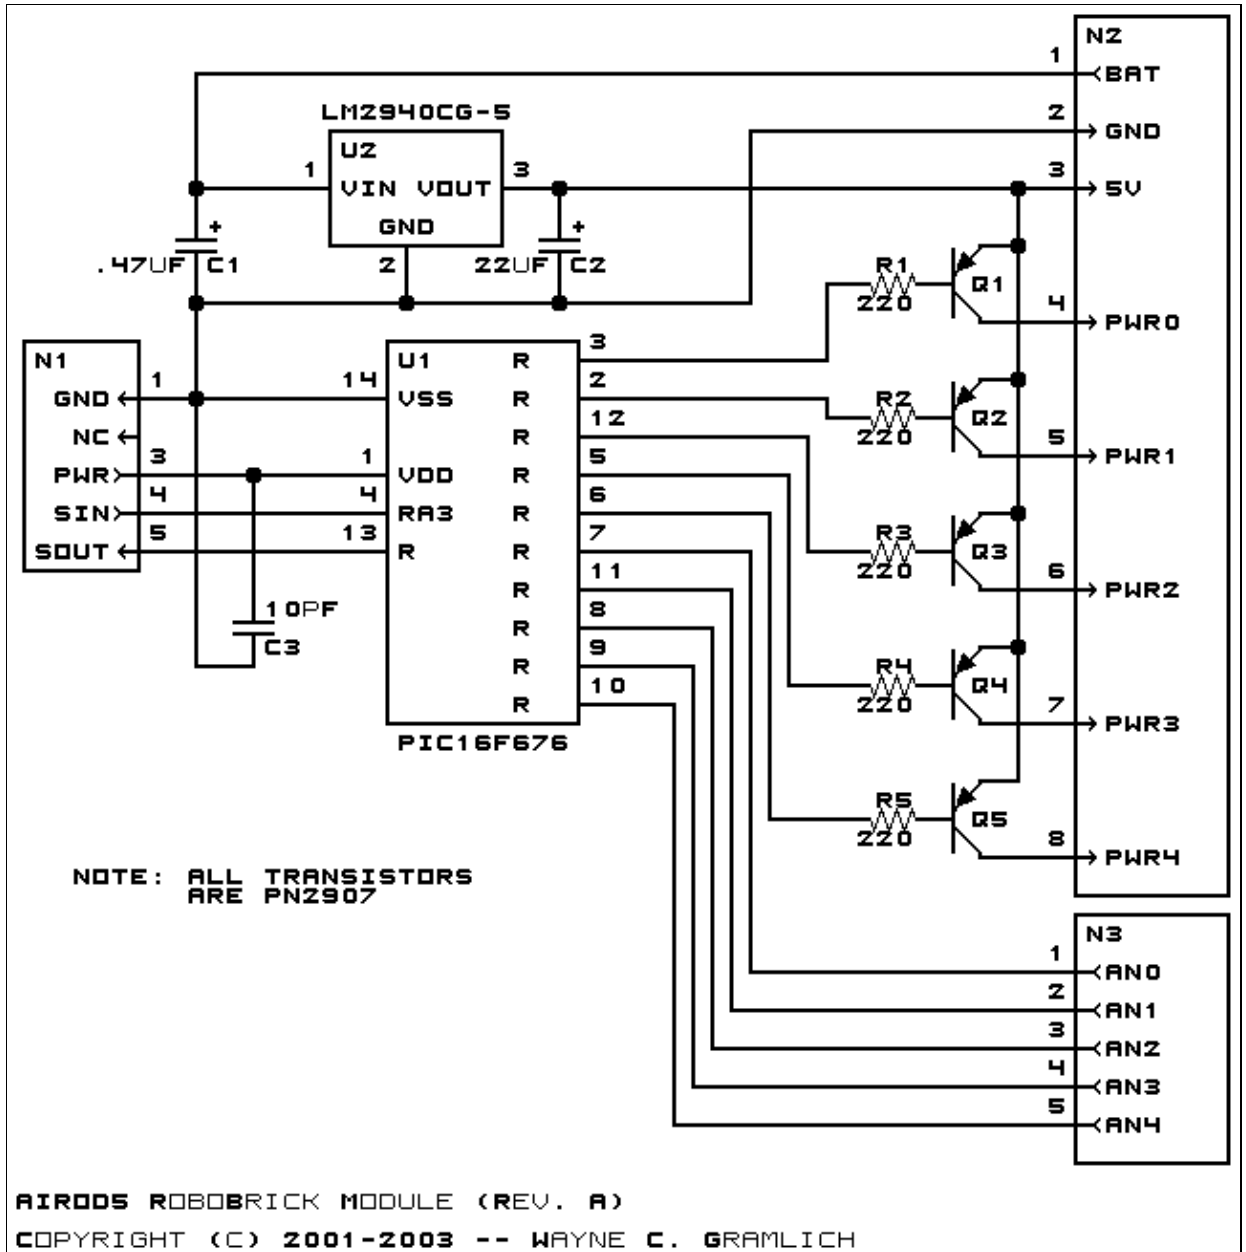 N2
1
<BAT
LM2940CG-5
2
>GND
U2
1
3
3
VIN VOUT
>5V
GND
+
+
.47UF C1
2
22UF C2
R1
220
Q1
4
>PWR0
N1
1
14
U1
R
3
GND
VSS
R
2
R2
220
Q2
NC
R
12
5
>PWR1
3
1
PWR
VDD
R
5
4
4
SIN
RA3
R
6
5
13
SOUT
R
R
7
R3
220
Q3
6
>PWR2
R
11
10PF
C3
R
8
R
9
R4
220
Q4
R
10
7
>PWR3
PIC16F676
R5
220
Q5
8
>PWR4
NOTE: ALL TRANSISTORS
ARE PN2907
N3
1
<AN0
2
<AN1
3
<AN2
4
<AN3
5
<AN4
AIROD5 ROBOBRICK MODULE (REV. A)
COPYRIGHT (C) 2001-2003 -- WAYNE C. GRAMLICH